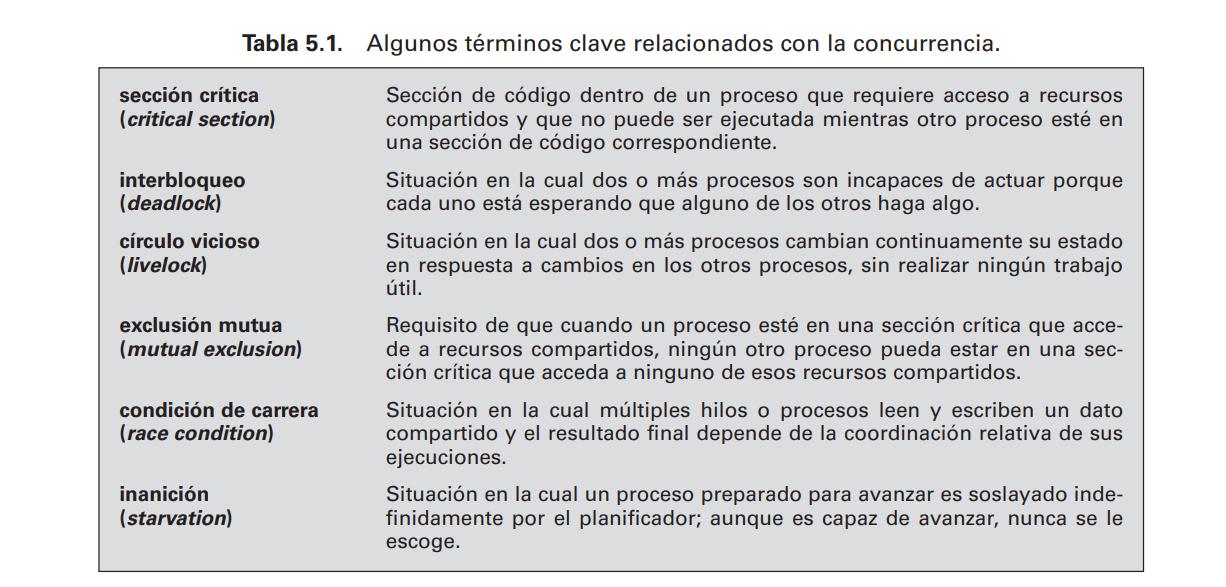 Tabla 5.1. Algunos términos clave relacionados con la concurrencia.
sección crítica
(critical section)
Sección de código dentro de un proceso que requiere acceso a recursos
compartidos y que no puede ser ejecutada mientras otro proceso esté en
una sección de código correspondiente.
interbloqueo
(deadlock)
Situación en la cual dos o más procesos son incapaces de actuar porque
cada uno está esperando que alguno de los otros haga algo.
círculo vicioso
(livelock)
Situación en la cual dos o más procesos cambian continuamente su estado
en respuesta a cambios en los otros procesos, sin realizar ningún trabajo
útil.
exclusión mutua
(mutual exclusion)
Requisito de que cuando un proceso esté en una sección crítica que acce-
de a recursos compartidos, ningún otro proceso pueda estar en una sec-
ción crítica que acceda a ninguno de esos recursos compartidos.
condición de carrera
(race condition)
Situación en la cual múltiples hilos o procesos leen y escriben un dato
compartido y el resultado final depende de la coordinación relativa de sus
ejecuciones.
inanición
(starvation)
Situación en la cual un proceso preparado para avanzar es soslayado inde-
finidamente por el planificador; aunque es capaz de avanzar, nunca se le
escoge.